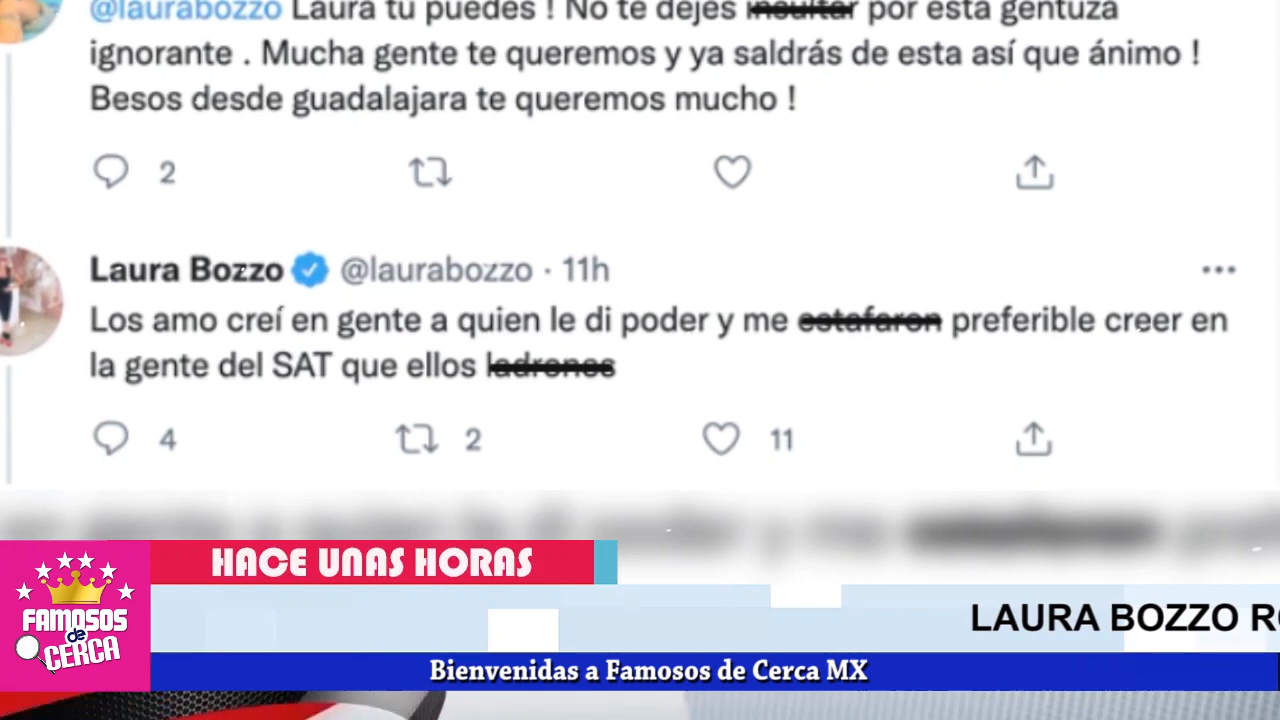 @laurabozzo Laura tu puedes ! No te dejes insultar por esta gentuza
ignorante . Mucha gente te queremos y ya saldrás de esta así que ánimo !
Besos desde guadalajara te queremos mucho !
2
Laura Bozzo @laurabozzo · 11h
Los amo creí en gente a quien le di poder y me estafaron preferible creer en
la gente del SAT que ellos ladrones
4 2 11
HACE UNAS HORAS
FAMOSOS
de
CERCA
LAURA BOZZO R
Bienvenidas a Famosos de Cerca MX